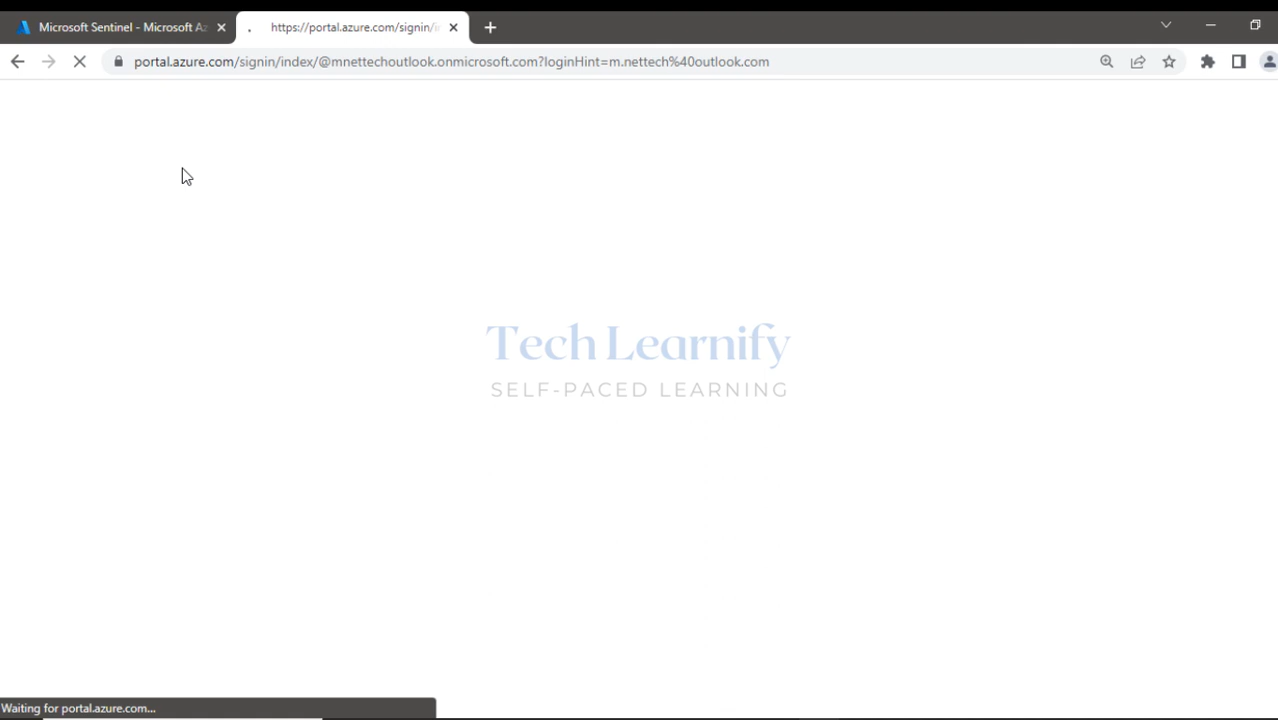 Microsoft Sentinel - Microsoft Az
https://portal.azure.com/signin/i
portal.azure.com/signin/index/@mnettechoutlook.onmicrosoft.com?loginHint=m.nettech%40outlook.com
Tech Learnify
SELF-PACED LEARNING
Waiting for portal.azure.com...